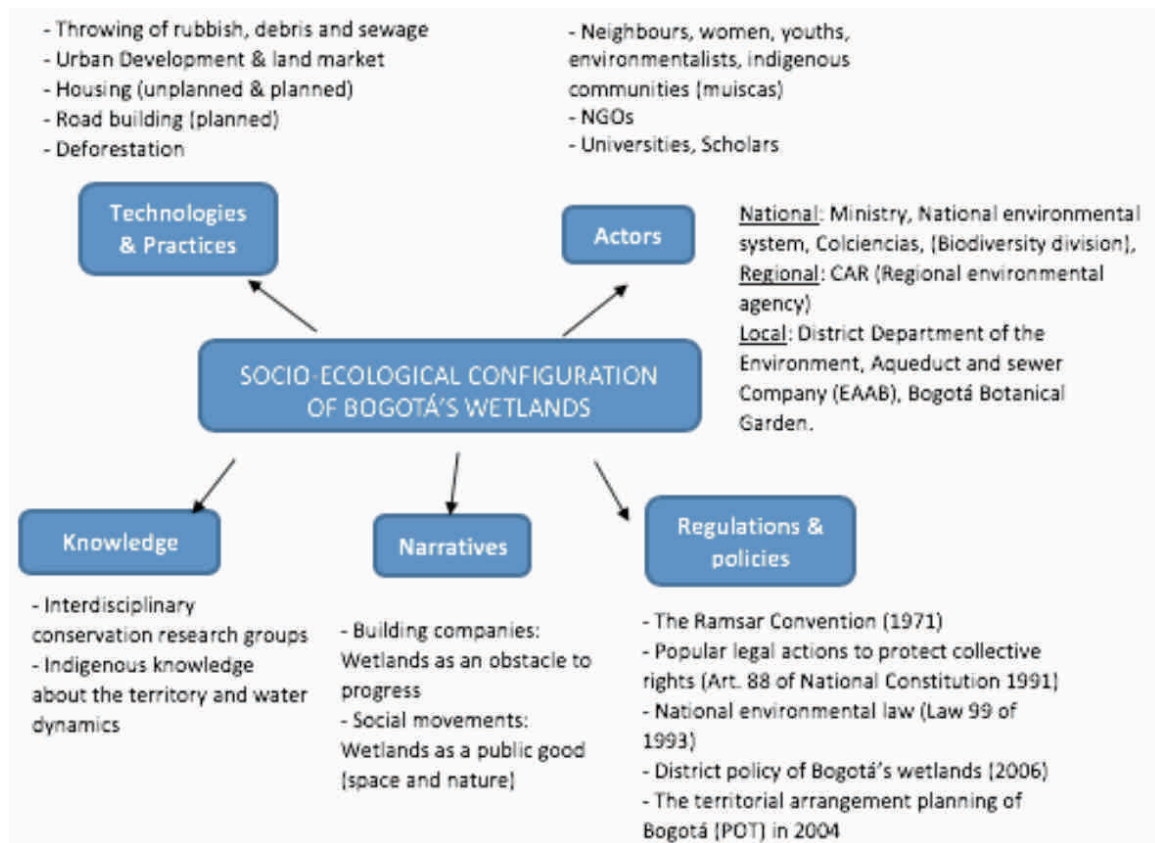 - Throwing of rubbish, debris and sewage
- Urban Development & land market
- Housing (unplanned & planned)
- Road building (planned)
- Deforestation
- Neighbours, women, youths,
environmentalists, indigenous
communities (muiscas)
- NGOs
- Universities, Scholars
Technologies
& Practices
Actors
National: Ministry, National environmental
system, Colciencias, (Biodiversity division),
Regional: CAR (Regional environmental
agency)
Local: District Department of the
Environment, Aqueduct and sewer
Company (EAAB), Bogotá Botanical
Garden.
SOCIO-ECOLOGICAL CONFIGURATION
OF BOGOTÁ´S WETLANDS
Knowledge
- Interdisciplinary
conservation research groups
- Indigenous knowledge
about the territory and water
dynamics
Narratives
- Building companies:
Wetlands as an obstacle to
progress
- Social movements:
Wetlands as a public good
(space and nature)
Regulations &
policies
- The Ramsar Convention (1971)
- Popular legal actions to protect collective
rights (Art. 88 of National Constitution 1991)
- National environmental law (Law 99 of
1993)
- District policy of Bogotá´s wetlands (2006)
- The territorial arrangement planning of
Bogotá (POT) in 2004